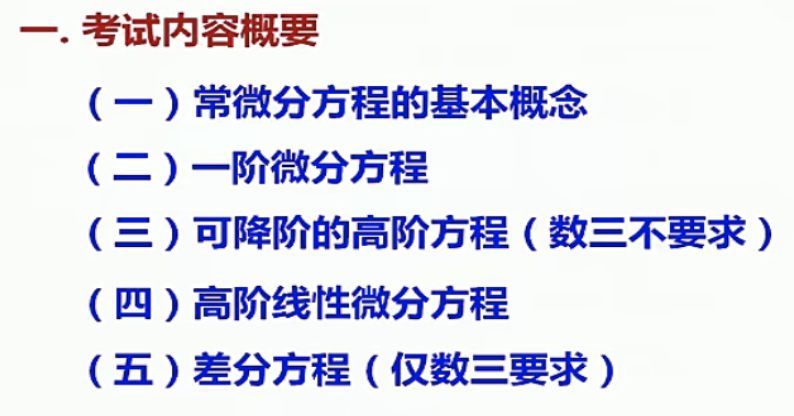 一. 考试内容概要
（一）常微分方程的基本概念
（二）一阶微分方程
（三）可降阶的高阶方程（数三不要求）
（四）高阶线性微分方程
（五）差分方程（仅数三要求）